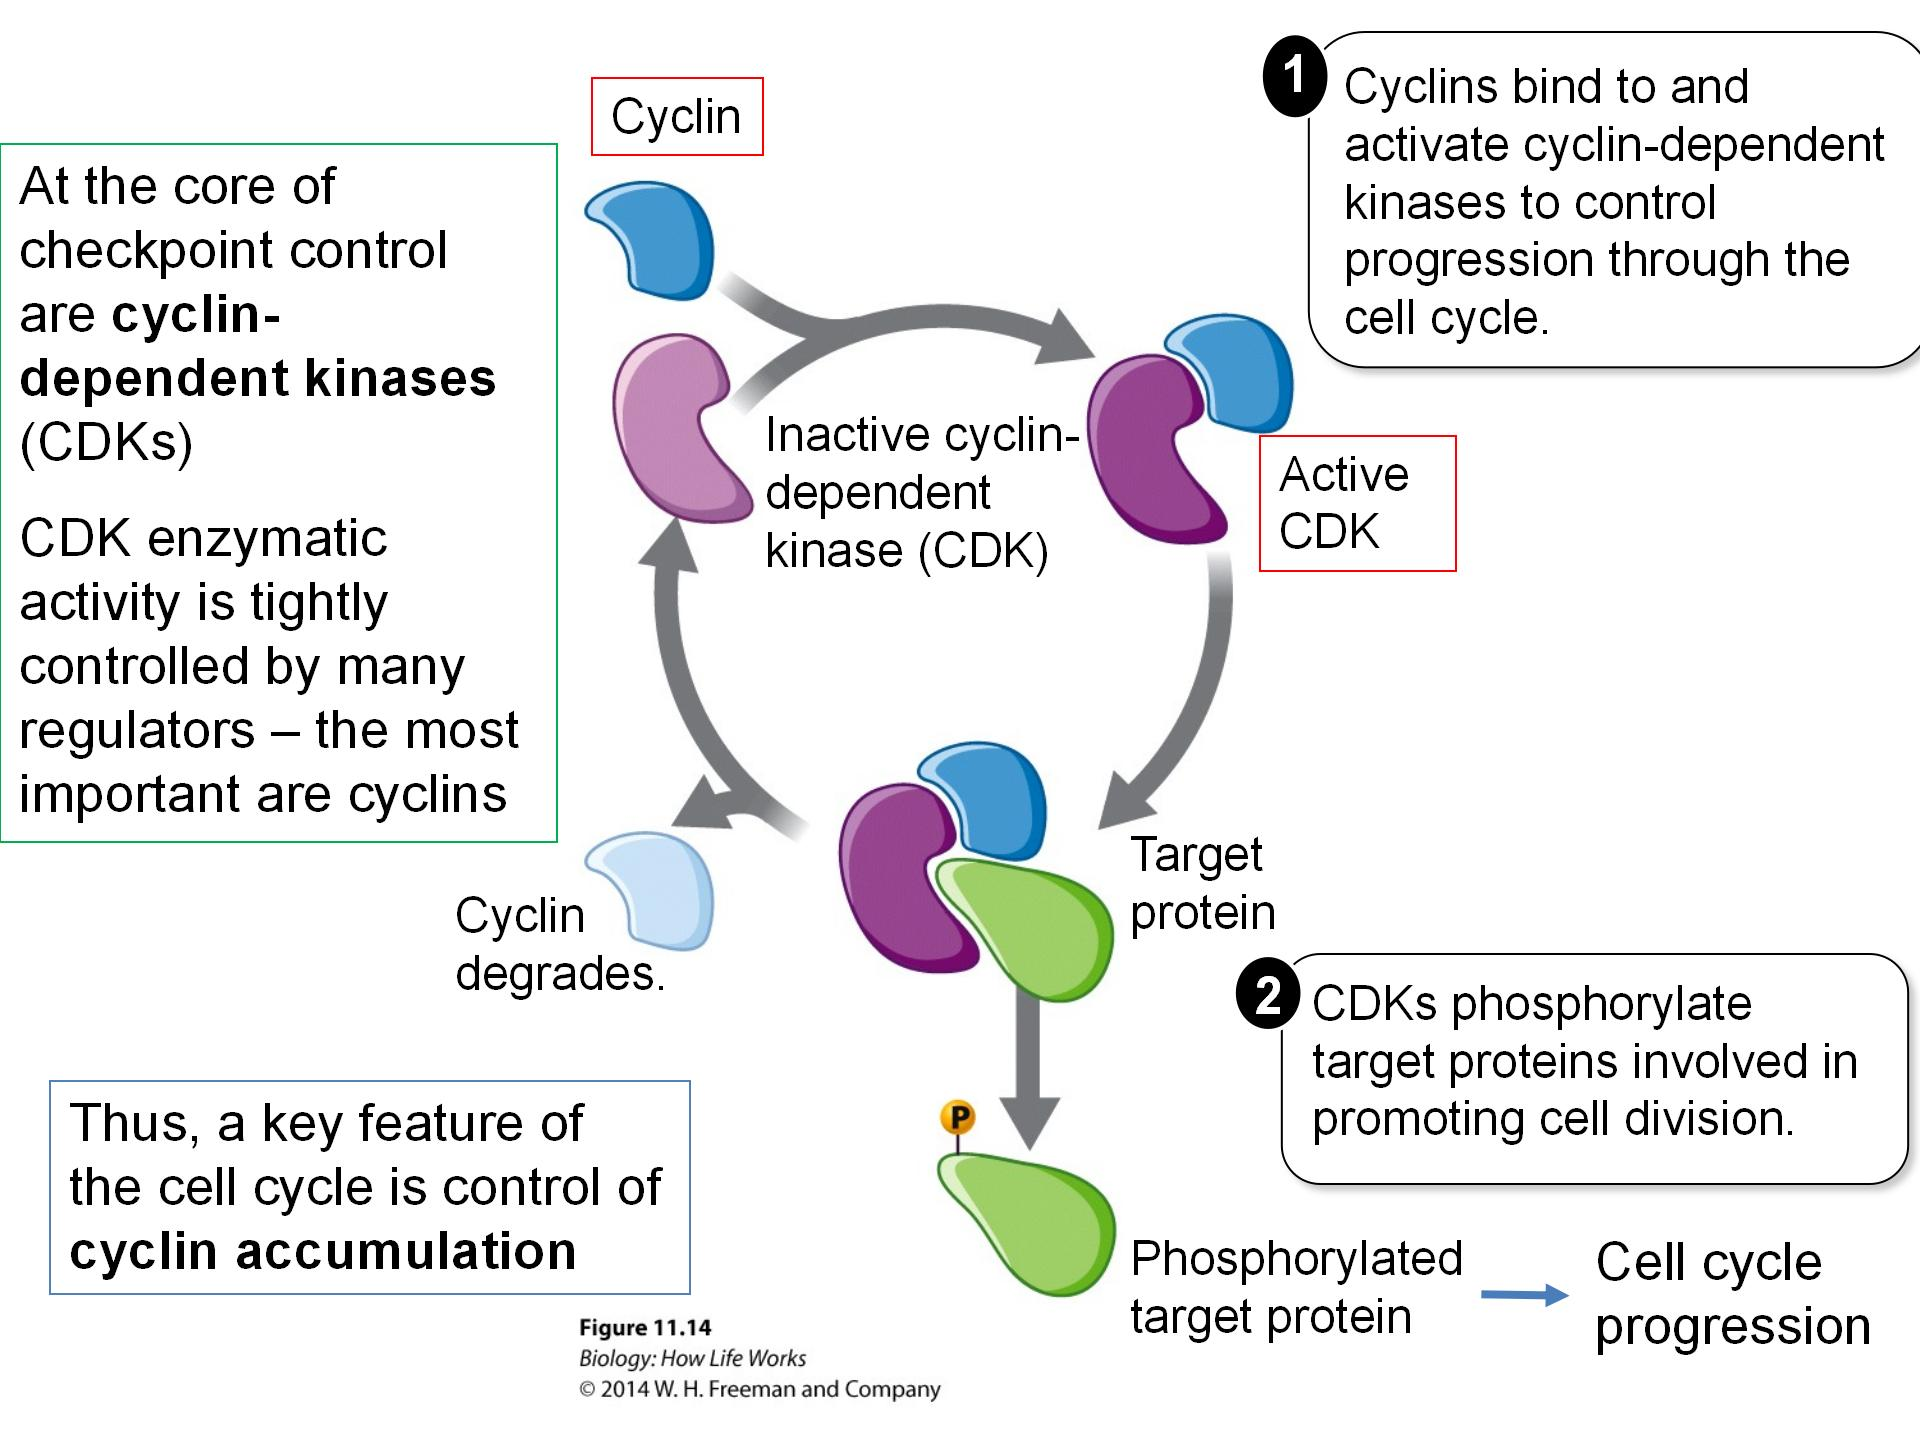 Cyclin
At the core of
checkpoint control
are cyclin-
dependent kinases
(CDKs)
CDK enzymatic
activity is tightly
controlled by many
regulators – the most
important are cyclins
1
Cyclins bind to and
activate cyclin-dependent
kinases to control
progression through the
cell cycle.
Inactive cyclin-
dependent
kinase (CDK)
Active
CDK
Target
protein
Cyclin
degrades.
2
CDKs phosphorylate
target proteins involved in
promoting cell division.
Thus, a key feature of
the cell cycle is control of
cyclin accumulation
P
Phosphorylated
target protein
Cell cycle
progression
Figure 11.14
Biology: How Life Works
© 2014 W. H. Freeman and Company